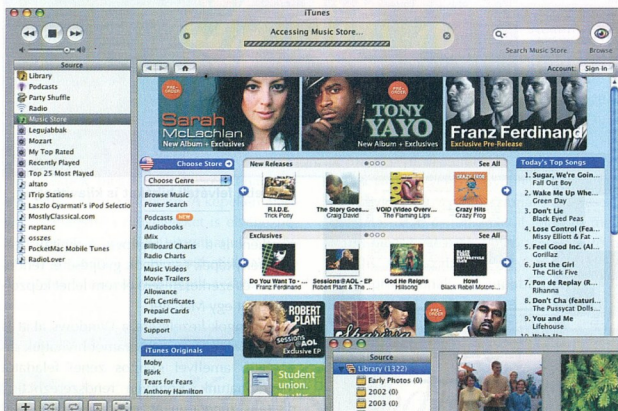 iTunes
Accessing Music Store...
Search Music Store
Browse
Source
Library
Podcasts
Party Shuffle
Radio
Music Store
Legujabbak
Mozart
My Top Rated
Recently Played
Top 25 Most Played
altato
iTrip Stations
Laszlo Gyarmati's iPod Selectio
MostlyClassical.com
neptanc
osszes
PocketMac Mobile Tunes
RadioLover
Account:
Sign In
PRE-ORDER
Sarah
McLachlan
New Album + Exclusives
PRE-ORDER
TONY
YAYO
New Album + Exclusives
Franz Ferdinand
Exclusive Pre-Release
Choose Store
Choose Genre
Browse Music
Power Search
Podcasts NEW
Audiobooks
iMix
Billboard Charts
Radio Charts
Music Videos
Movie Trailers
Allowance
Gift Certificates
Prepaid Cards
Redeem
Support
iTunes Originals
Moby
Björk
Tears for Fears
Anthony Hamilton
New Releases
See All
R.I.D.E.
Trick Pony
The Story Goes...
Craig David
VOID (Video Overv...
The Flaming Lips
Crazy Hits
Crazy Frog
Exclusives
See All
Do You Want To - ...
Franz Ferdinand
Sessions@AOL - EP
Robert Plant & The ...
God He Reigns
Hillsong
Howl
Black Rebel Motorc...
ROBERT
PLANT
sessions
@AOL
Exclusive EP
Student
union.
PRE-ORDER
Today's Top Songs
1. Sugar, We're Goin...
Fall Out Boy
2. Wake Me Up Whe...
Green Day
3. Don't Lie
Black Eyed Peas
4. Lose Control (Fea...
Missy Elliott & Fat ...
5. Feel Good Inc. (Al...
Gorillaz
6. Just the Girl
The Click Five
7. Pon de Replay (R...
Rihanna
8. Don't Cha (featuri...
The Pussycat Dolls...
9. You and Me
Lifehouse
Source
Library (1322)
Early Photos (0)
2002 (0)
2003 (0)